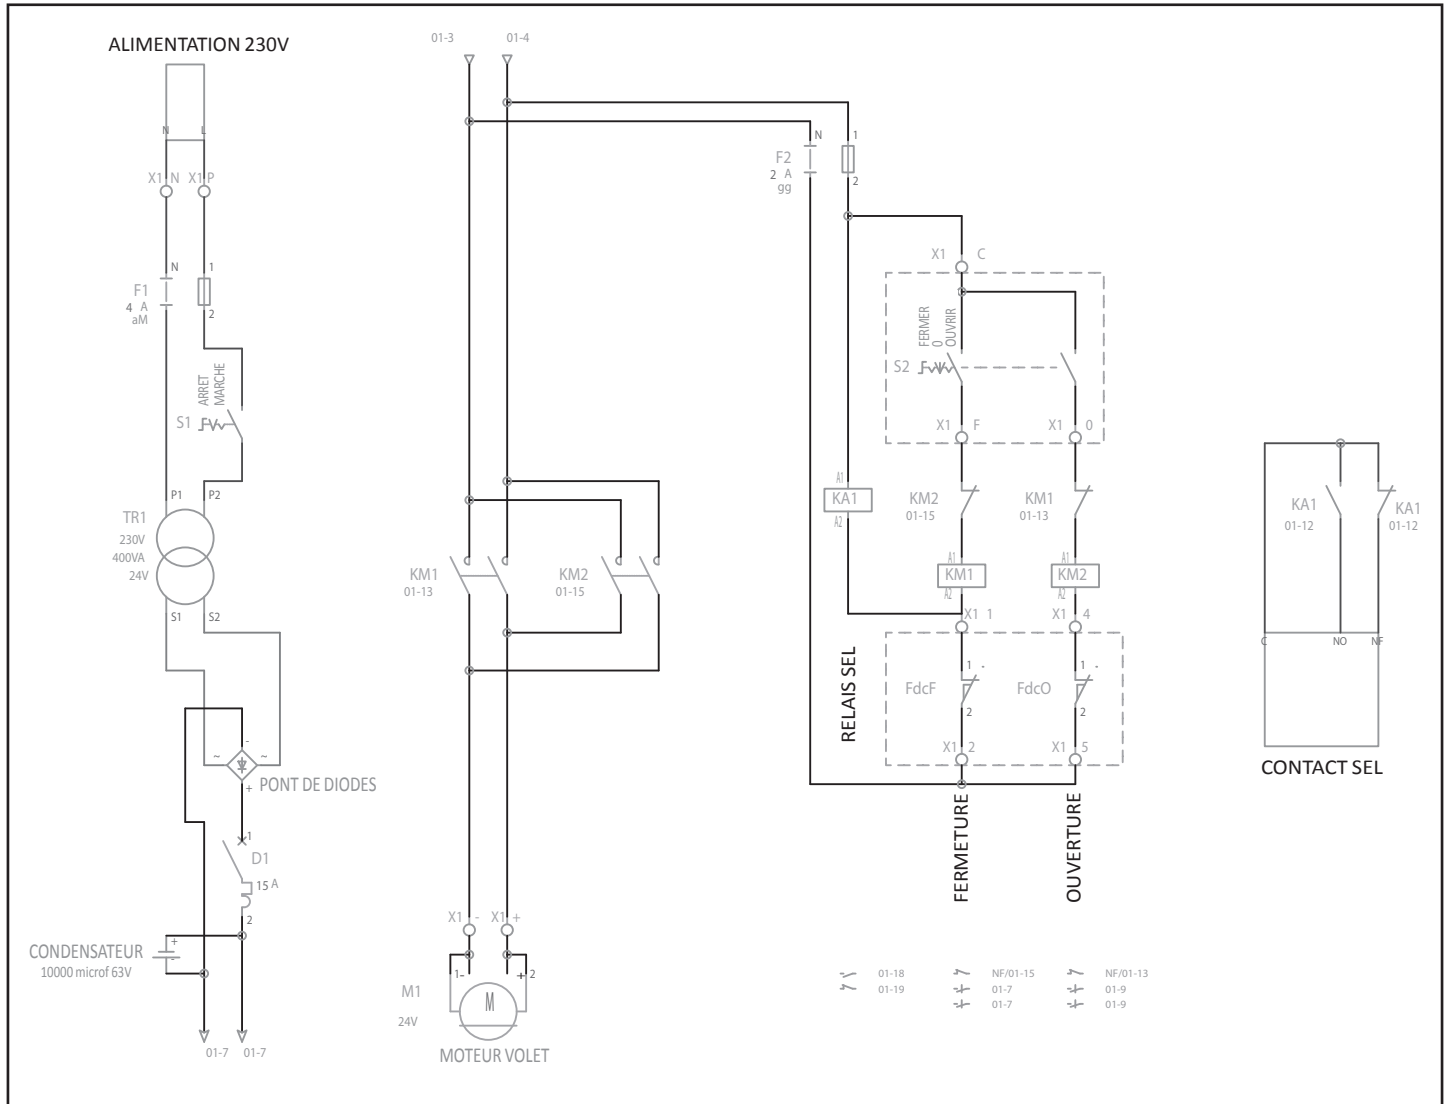 ALIMENTATION 230V
N L
X1 N X1 P
N 1
F1
4 A
aM
2
ARRET
MARCHE
S1
P1 P2
TR1
230V
400VA
24V
S1 S2
-
~ ~
+ PONT DE DIODES
1
D1
15 A
2
CONDENSATEUR
10000 microf 63V
+
-
01-7 01-7
01-3 01-4
KM1
01-13
KM2
01-15
X1 - X1 +
1- + 2
M1
24V
M
MOTEUR VOLET
N 1
F2
2 A
gg
2
X1 C
FERMER
0
OUVRIR
S2
X1 F X1 0
A1
KA1
A2
KM2
01-15
KM1
01-13
A1 A1
KM1 KM2
A2 A2
X1 1 X1 4
RELAIS SEL
FdcF
1 -
2
FdcO
1 -
2
X1 2 X1 5
FERMETURE
OUVERTURE
01-18 NF/01-15 NF/01-13
01-19 01-7 01-9
01-7 01-9
KA1
01-12
KA1
01-12
C NO NF
CONTACT SEL